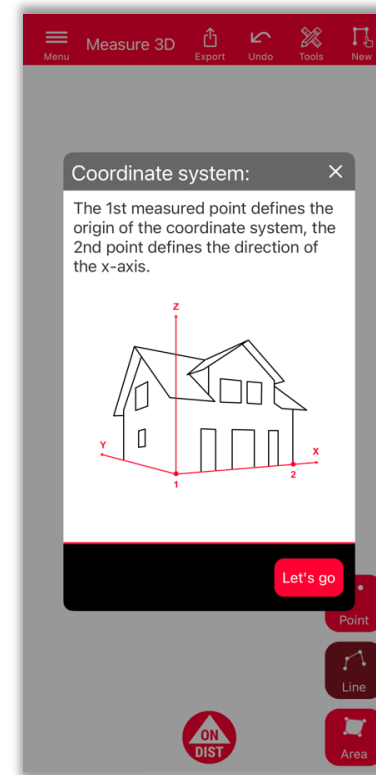 Measure 3D
Menu
Export
Undo
Tools
New
Coordinate system:
The 1st measured point defines the
origin of the coordinate system, the
2nd point defines the direction of
the x-axis.
Z
Y
X
1
2
Let's go
Point
Line
Area
ON
DIST